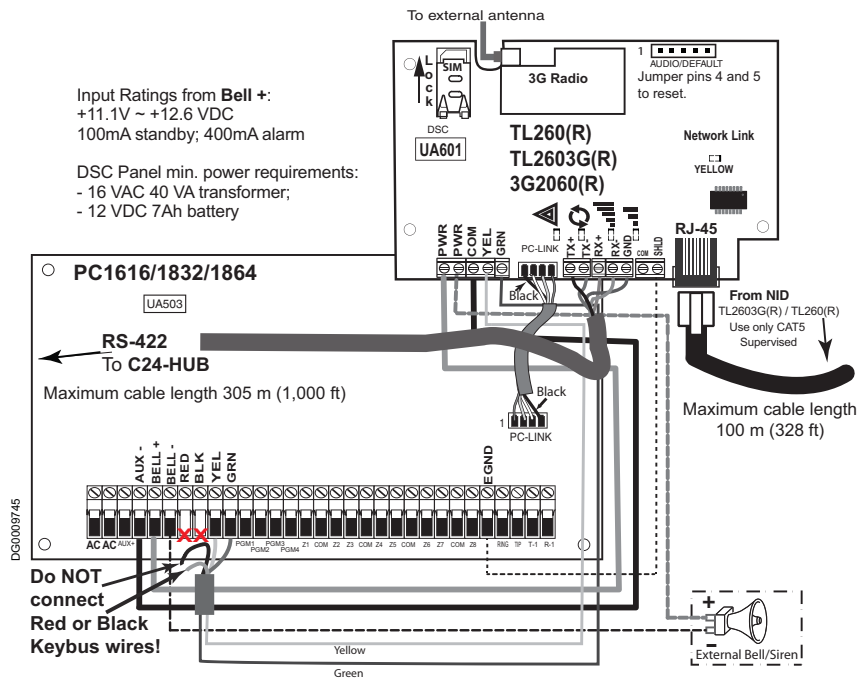 To external antenna
Lock
SIM
3G Radio
1
AUDIO/DEFAULT
Jumper pins 4 and 5
to reset.
Input Ratings from Bell +:
+11.1V ~ +12.6 VDC
100mA standby; 400mA alarm
DSC Panel min. power requirements:
- 16 VAC 40 VA transformer;
- 12 VDC 7Ah battery
DSC
UA601
TL260(R)
TL2603G(R)
3G2060(R)
Network Link
YELLOW
RJ-45
PWR
PWR
COM
YEL
GRN
PC-LINK
TX+
TX-
RX+
RX-
GND
COM
SHLD
Black
From NID
TL2603G(R) / TL260(R)
Use only CAT5
Supervised
Maximum cable length
100 m (328 ft)
PC1616/1832/1864
UA503
RS-422
To C24-HUB
Maximum cable length 305 m (1,000 ft)
Black
1
PC-LINK
AUX -
BELL+
BELL -
RED
BLK
YEL
GRN
EGND
AC AC AUX+
PGM1
PGM2
PGM3
PGM4
Z1 COM Z2 Z3 COM Z4 Z5 COM Z6 Z7 COM Z8
RING TIP T-1 R-1
DG0009745
Do NOT
connect
Red or Black
Keybus wires!
Yellow
Green
+
–
External Bell/Siren